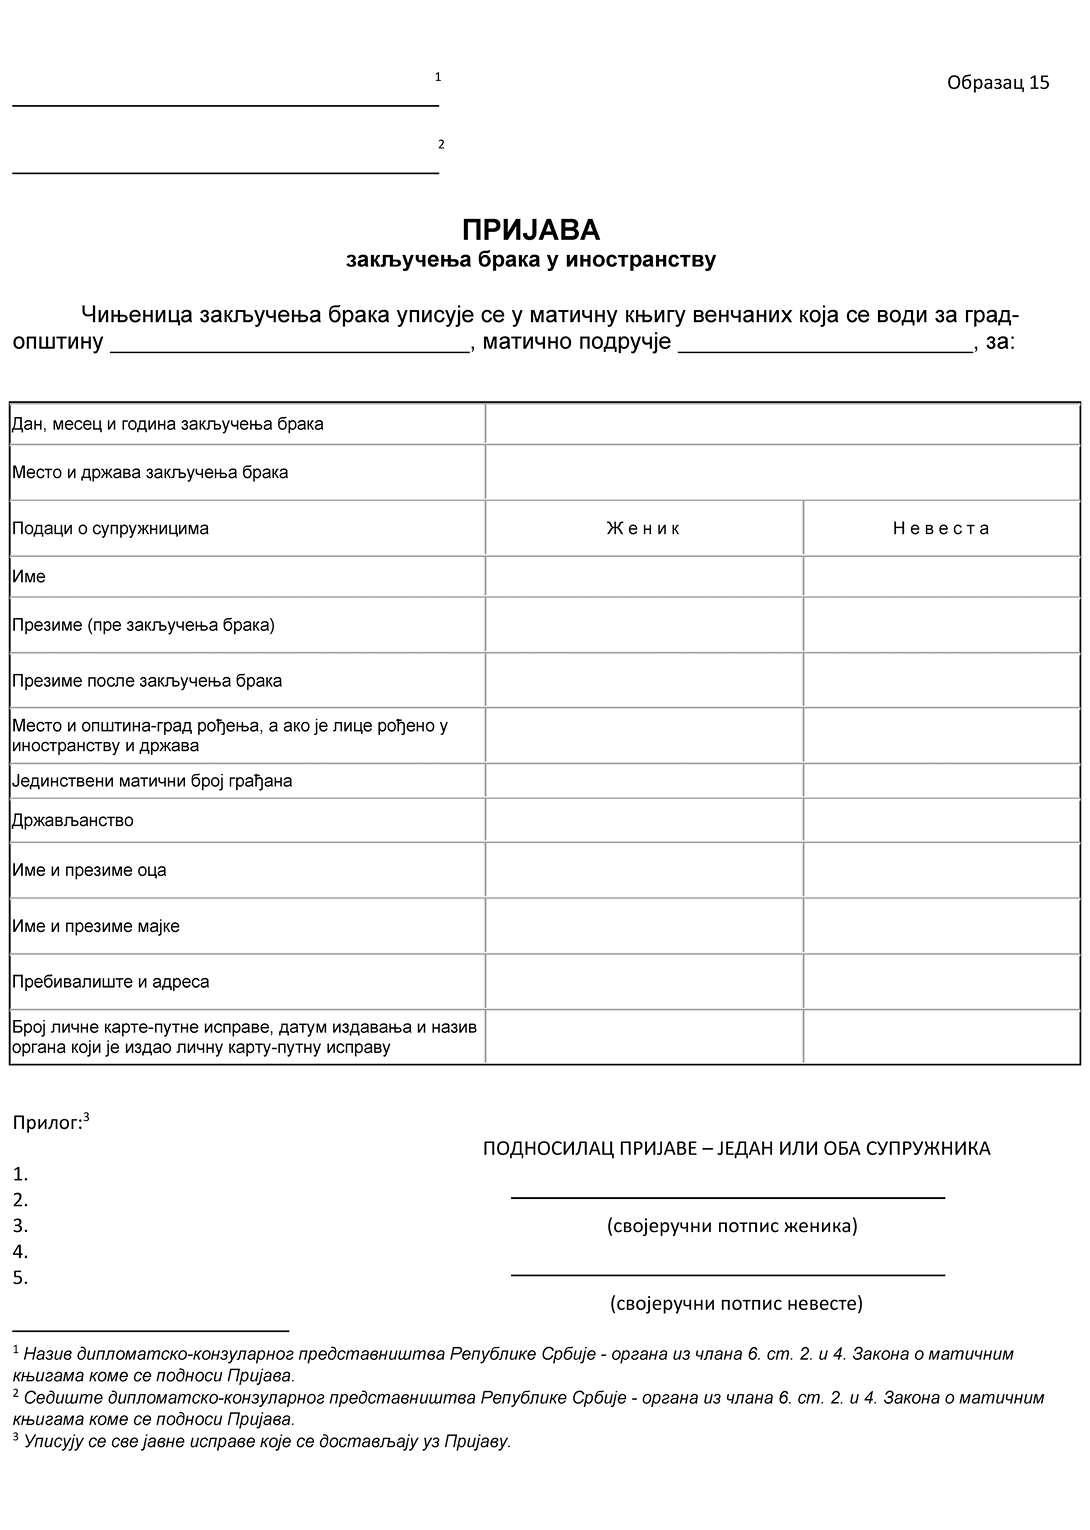 1
Образац 15
2
ПРИЈАВА
закључења брака у иностранству
Чињеница закључења брака уписује се у матичну књигу венчаних која се води за град-
општину ______________________________, матично подручје ________________________, за:
Дан, месец и година закључења брака
Место и држава закључења брака
Подаци о супружницима Ж е н и к Н е в е с т а
Име
Презиме (пре закључења брака)
Презиме после закључења брака
Место и општина-град рођења, а ако је лице рођено у
иностранству и држава
Јединствени матични број грађана
Држављанство
Име и презиме оца
Име и презиме мајке
Пребивалиште и адреса
Број личне карте-путне исправе, датум издавања и назив
органа који је издао личну карту-путну исправу
Прилог:3
ПОДНОСИЛАЦ ПРИЈАВЕ – ЈЕДАН ИЛИ ОБА СУПРУЖНИКА
1.
2.
3.
(својеручни потпис женика)
4.
5.
(својеручни потпис невесте)
1 Назив дипломатско-конзуларног представништва Републике Србије - органа из члана 6. ст. 2. и 4. Закона о матичним
књигама коме се подноси Пријава.
2 Седиште дипломатско-конзуларног представништва Републике Србије - органа из члана 6. ст. 2. и 4. Закона о матичним
књигама коме се подноси Пријава.
3 Уписују се све јавне исправе које се достављају уз Пријаву.